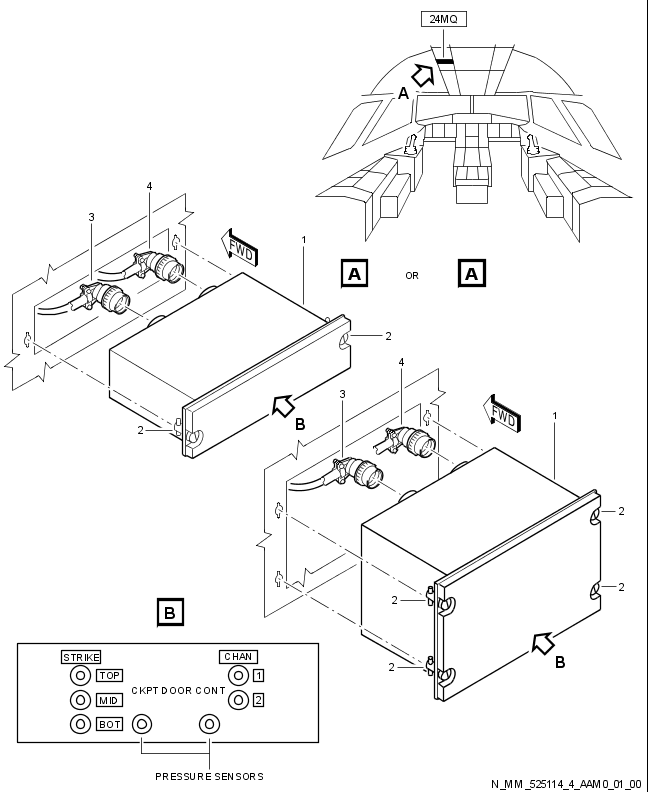 24MQ
A
4
3
1
FWD
A OR A
2
2
B
4
3
FWD
1
2
2
2
2
B
B
STRIKE CHAN
TOP 1
CKPT DOOR CONT
MID 2
BOT
PRESSURE SENSORS
N_MM_525114_4_AAM0_01_00